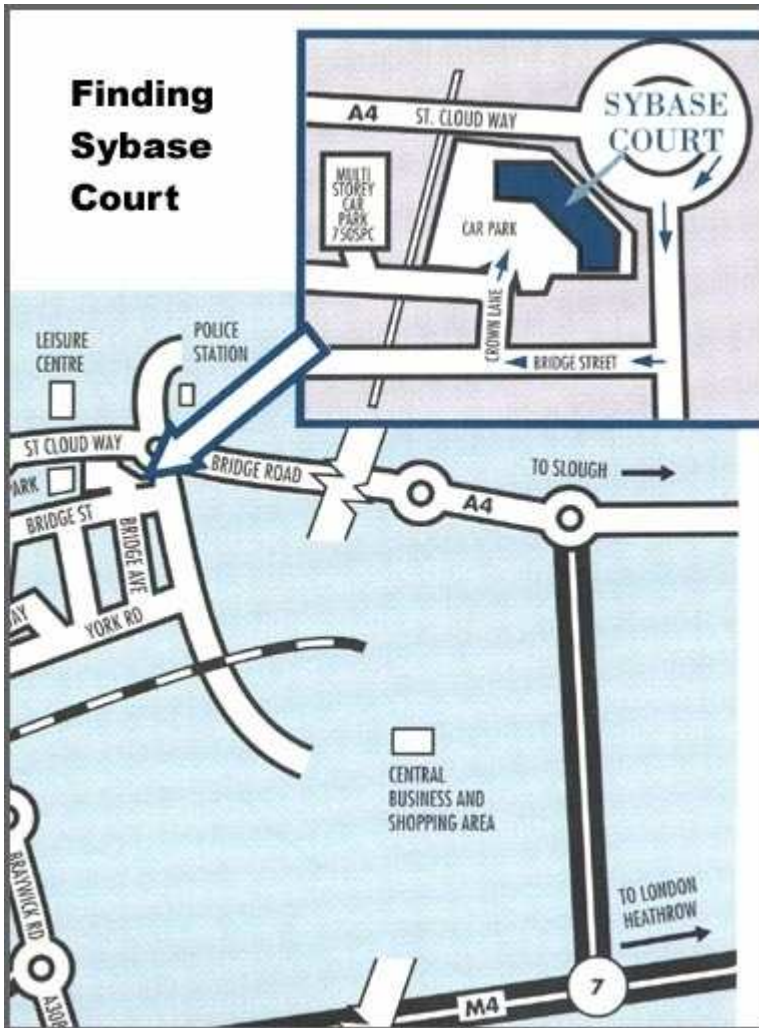 Finding
Sybase
Court
A4
ST. CLOUD WAY
SYBASE
COURT
MULTI
STOREY
CAR
PARK
750SPC
CAR PARK
CROWN LANE
BRIDGE STREET
LEISURE
CENTRE
POLICE
STATION
ST CLOUD WAY
BRIDGE ROAD
TO SLOUGH
A4
PARK
BRIDGE ST
BRIDGE AVE
YORK RD
CENTRAL
BUSINESS AND
SHOPPING AREA
BRAYWICK RD
TO LONDON
HEATHROW
7
M4